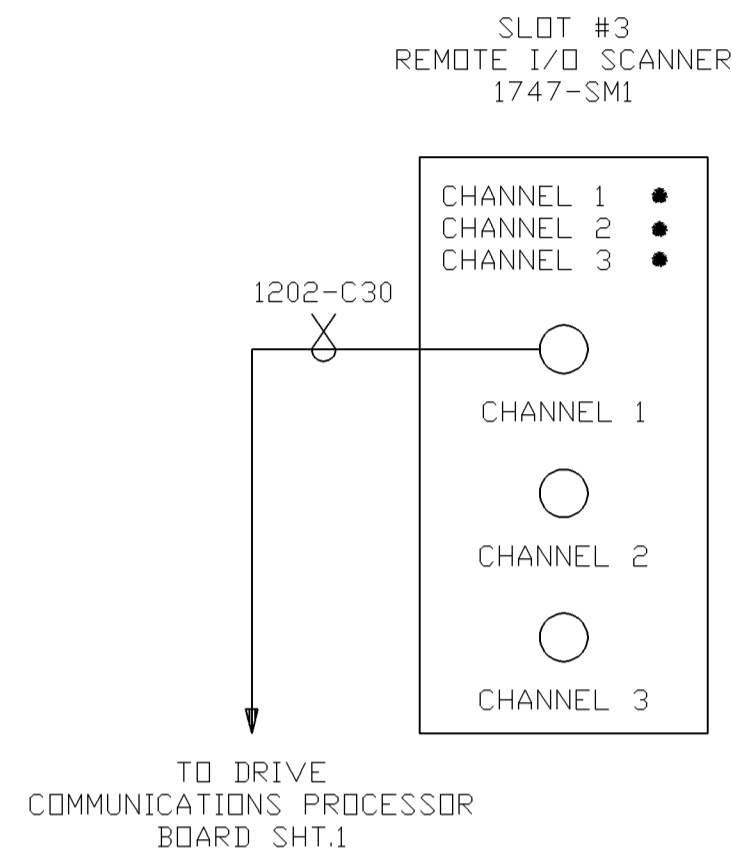 SLOT #3
REMOTE I/O SCANNER
1747-SM1
CHANNEL 1
CHANNEL 2
CHANNEL 3
1202-C30
CHANNEL 1
CHANNEL 2
CHANNEL 3
TO DRIVE
COMMUNICATIONS PROCESSOR
BOARD SHT.1